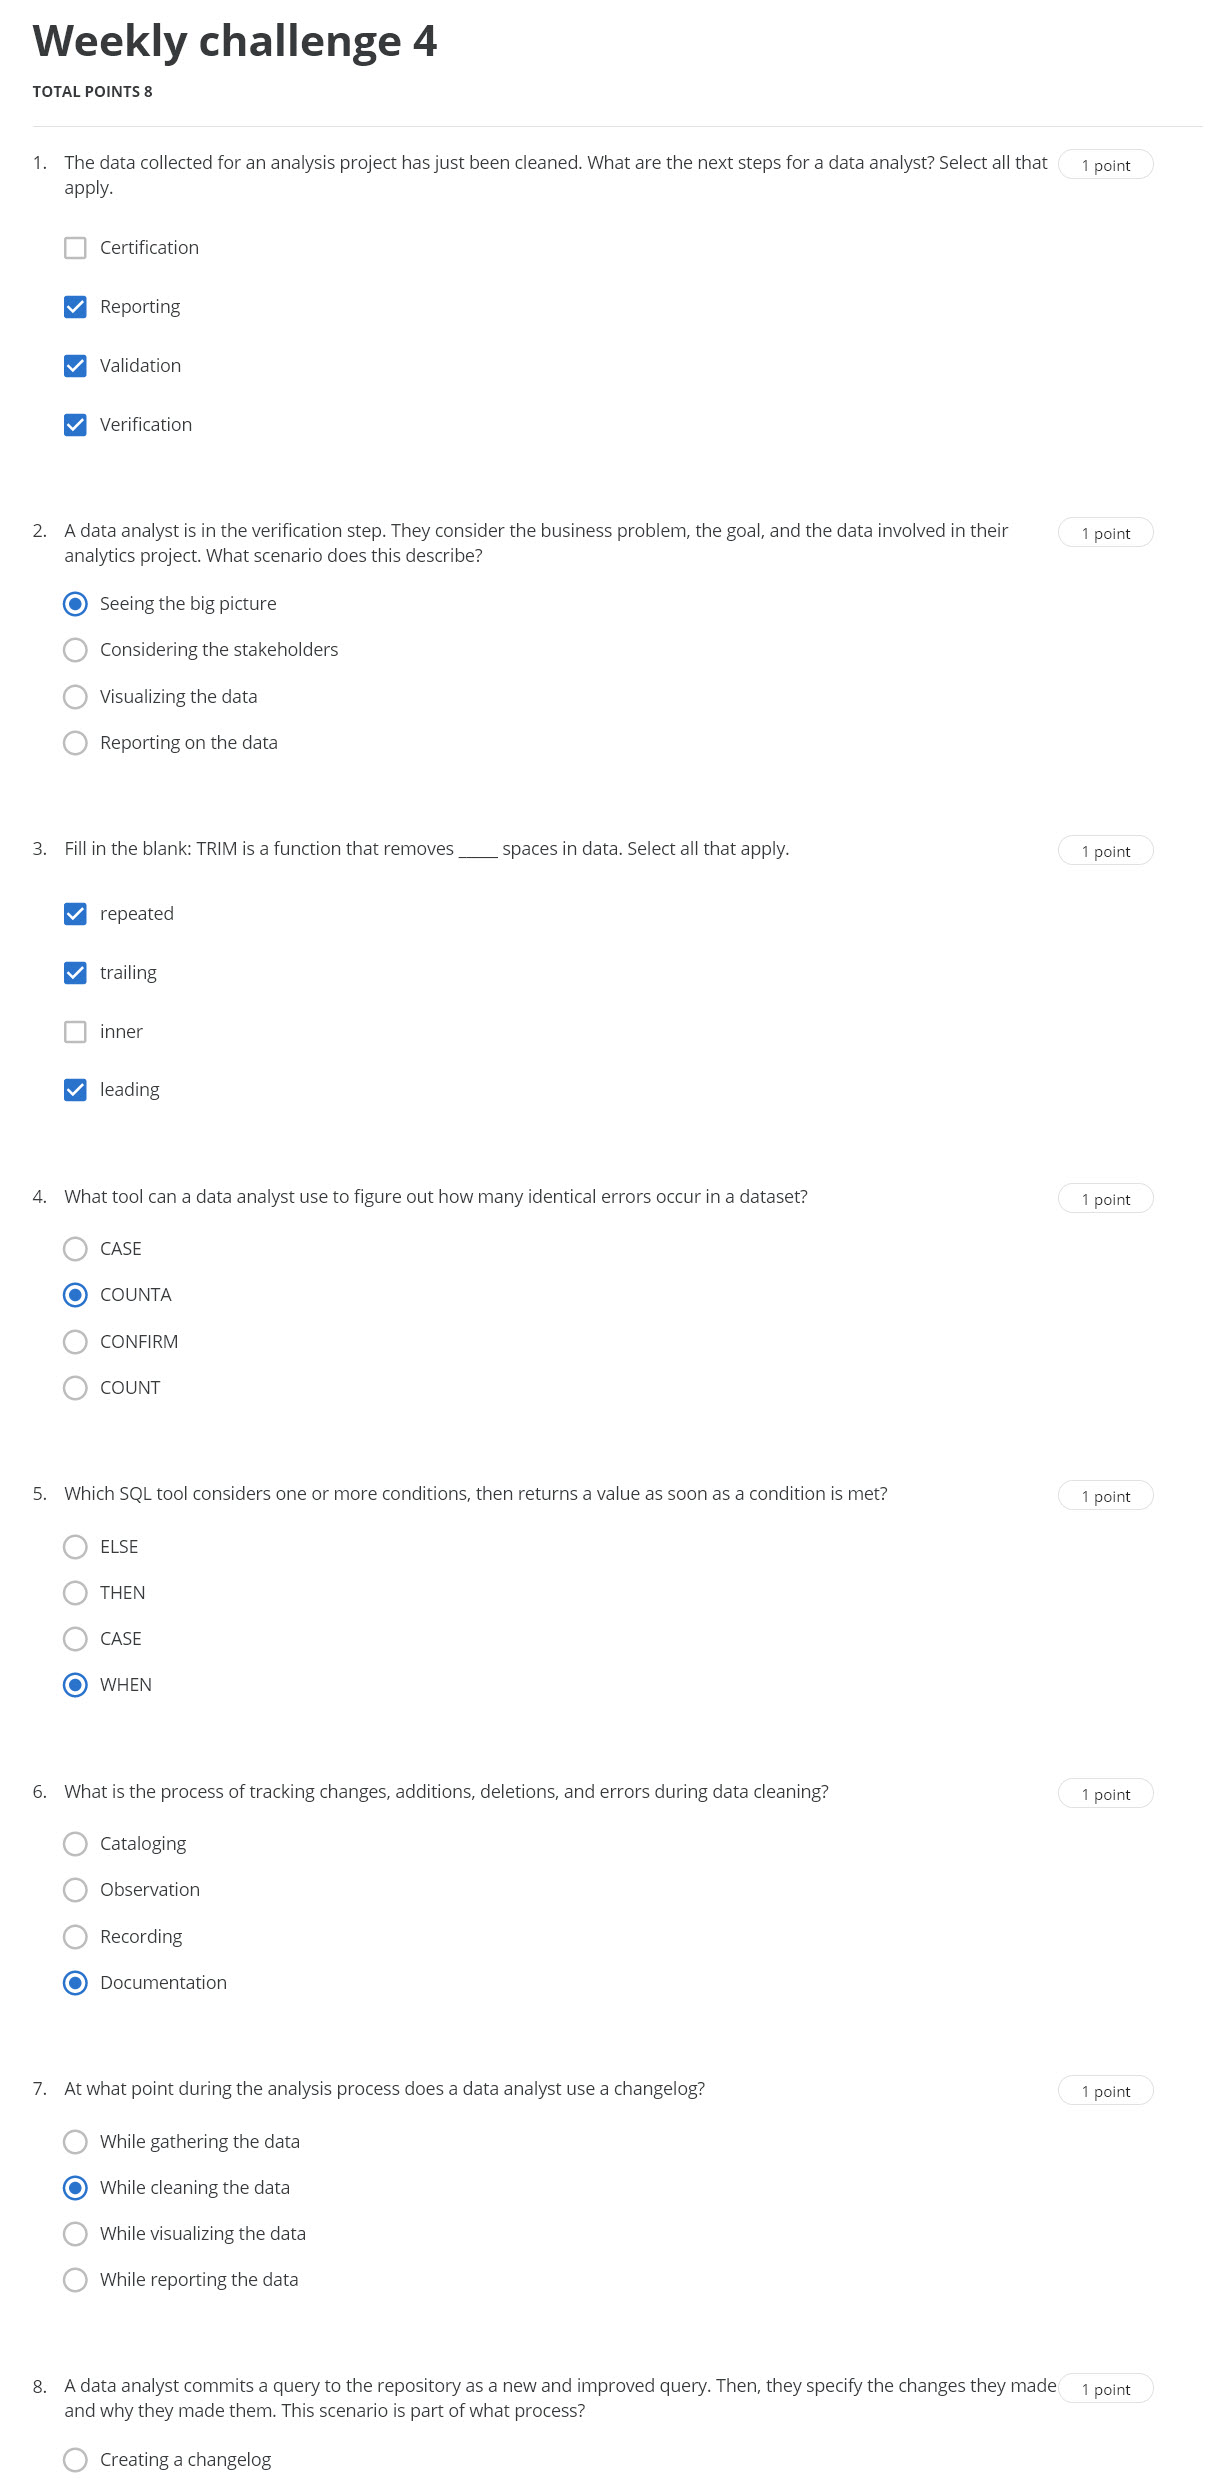 Weekly challenge 4
TOTAL POINTS 8
1. The data collected for an analysis project has just been cleaned. What are the next steps for a data analyst? Select all that
apply.
1 point
Certification
Reporting
Validation
Verification
2. A data analyst is in the verification step. They consider the business problem, the goal, and the data involved in their
analytics project. What scenario does this describe?
1 point
Seeing the big picture
Considering the stakeholders
Visualizing the data
Reporting on the data
3. Fill in the blank: TRIM is a function that removes _____ spaces in data. Select all that apply.
1 point
repeated
trailing
inner
leading
4. What tool can a data analyst use to figure out how many identical errors occur in a dataset?
1 point
CASE
COUNTA
CONFIRM
COUNT
5. Which SQL tool considers one or more conditions, then returns a value as soon as a condition is met?
1 point
ELSE
THEN
CASE
WHEN
6. What is the process of tracking changes, additions, deletions, and errors during data cleaning?
1 point
Cataloging
Observation
Recording
Documentation
7. At what point during the analysis process does a data analyst use a changelog?
1 point
While gathering the data
While cleaning the data
While visualizing the data
While reporting the data
8. A data analyst commits a query to the repository as a new and improved query. Then, they specify the changes they made
and why they made them. This scenario is part of what process?
1 point
Creating a changelog